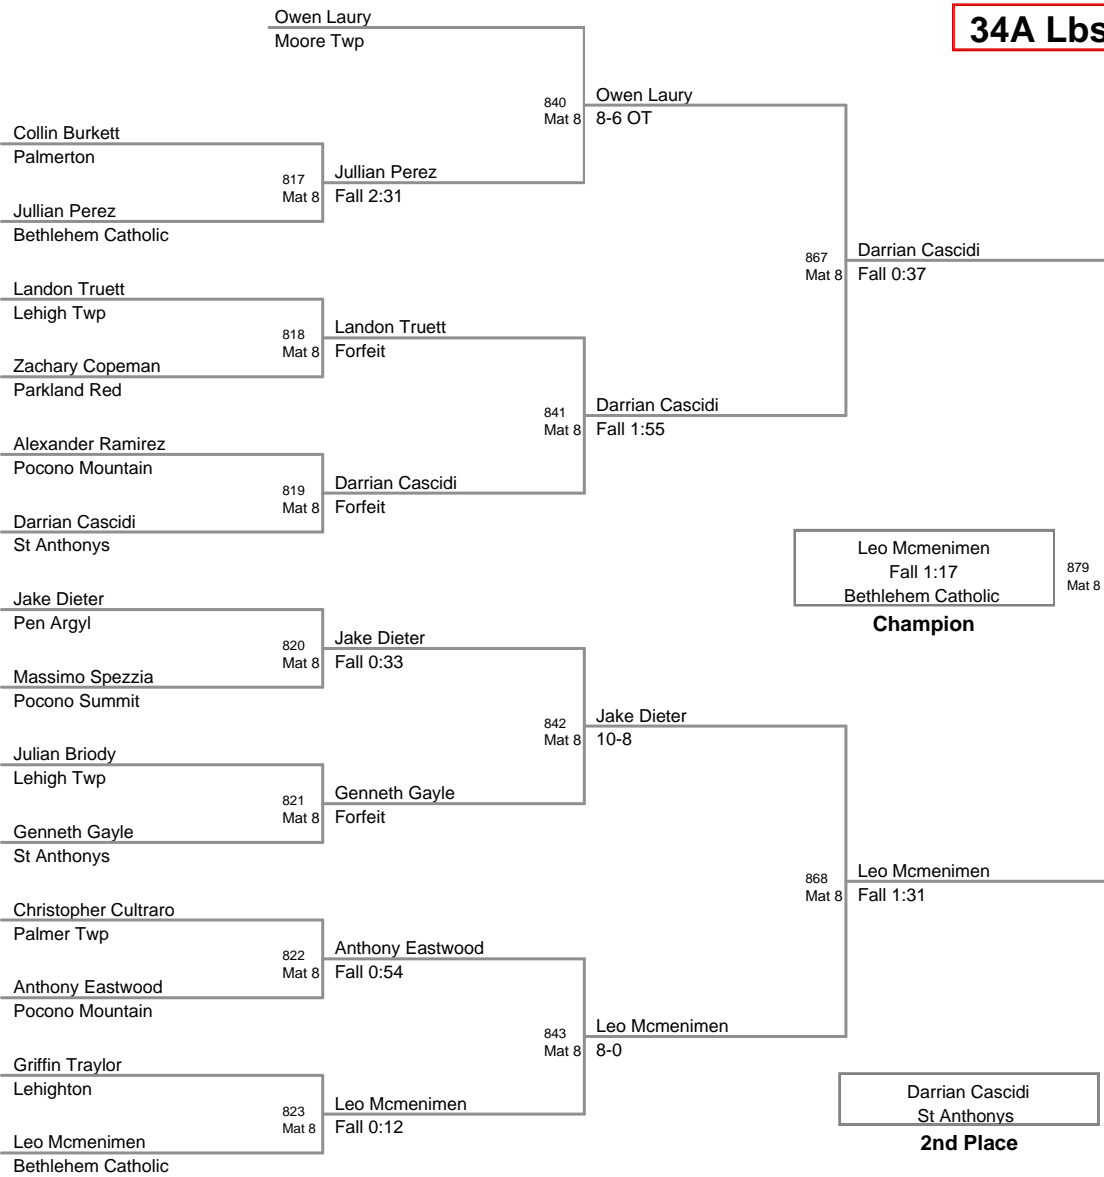 Owen Laury
Moore Twp
34A Lbs
840
Mat 8
Owen Laury
8-6 OT
Collin Burkett
Palmerton
817
Mat 8
Jullian Perez
Fall 2:31
Jullian Perez
Bethlehem Catholic
867
Mat 8
Darrian Cascidi
Fall 0:37
Landon Truett
Lehigh Twp
818
Mat 8
Landon Truett
Forfeit
Zachary Copeman
Parkland Red
841
Mat 8
Darrian Cascidi
Fall 1:55
Alexander Ramirez
Pocono Mountain
819
Mat 8
Darrian Cascidi
Forfeit
Darrian Cascidi
St Anthonys
Leo Mcmenimen
Fall 1:17
Bethlehem Catholic
879
Mat 8
Champion
Jake Dieter
Pen Argyl
820
Mat 8
Jake Dieter
Fall 0:33
Massimo Spezzia
Pocono Summit
842
Mat 8
Jake Dieter
10-8
Julian Briody
Lehigh Twp
821
Mat 8
Genneth Gayle
Forfeit
Genneth Gayle
St Anthonys
868
Mat 8
Leo Mcmenimen
Fall 1:31
Christopher Cultraro
Palmer Twp
822
Mat 8
Anthony Eastwood
Fall 0:54
Anthony Eastwood
Pocono Mountain
843
Mat 8
Leo Mcmenimen
8-0
Griffin Traylor
Lehighton
823
Mat 8
Leo Mcmenimen
Fall 0:12
Leo Mcmenimen
Bethlehem Catholic
Darrian Cascidi
St Anthonys
2nd Place